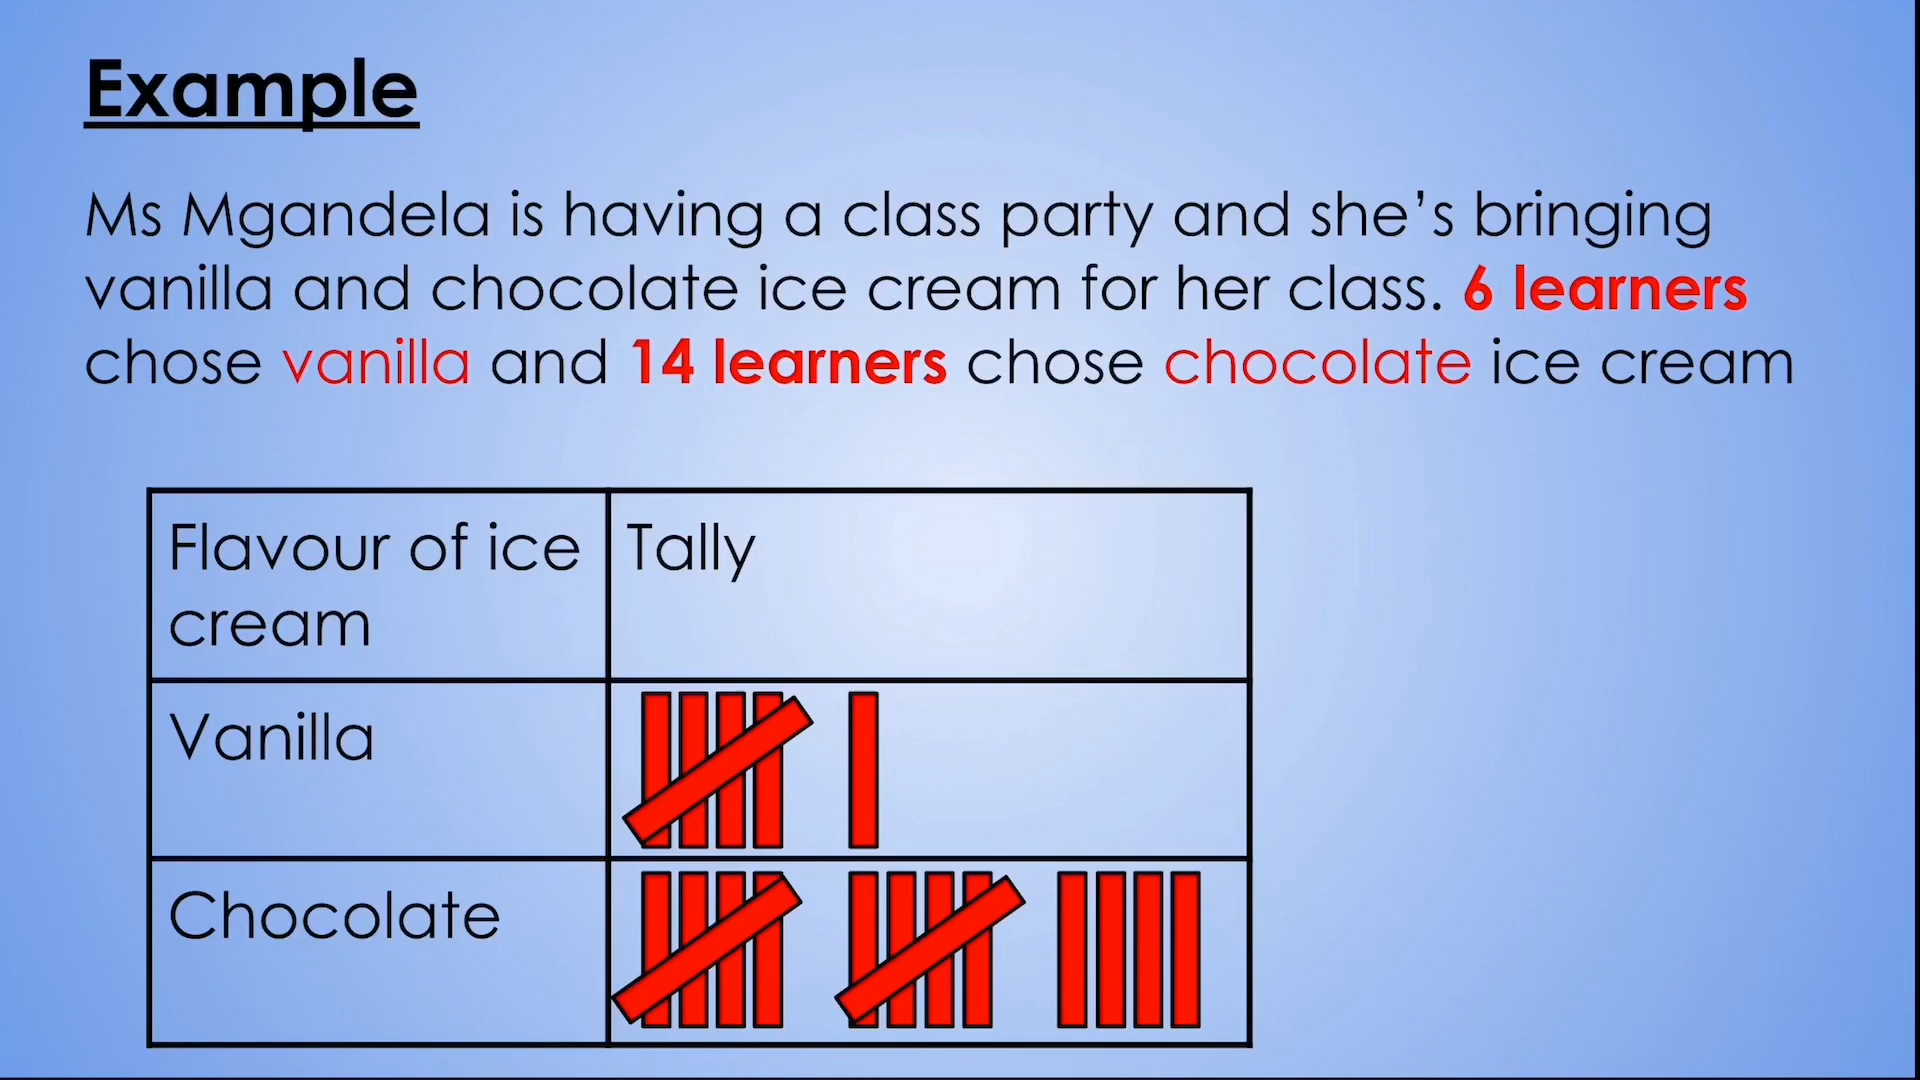 Example
Ms Mgandela is having a class party and she's bringing
vanilla and chocolate ice cream for her class. 6 learners
chose vanilla and 14 learners chose chocolate ice cream
Flavour of ice
cream
Tally
Vanilla
Chocolate